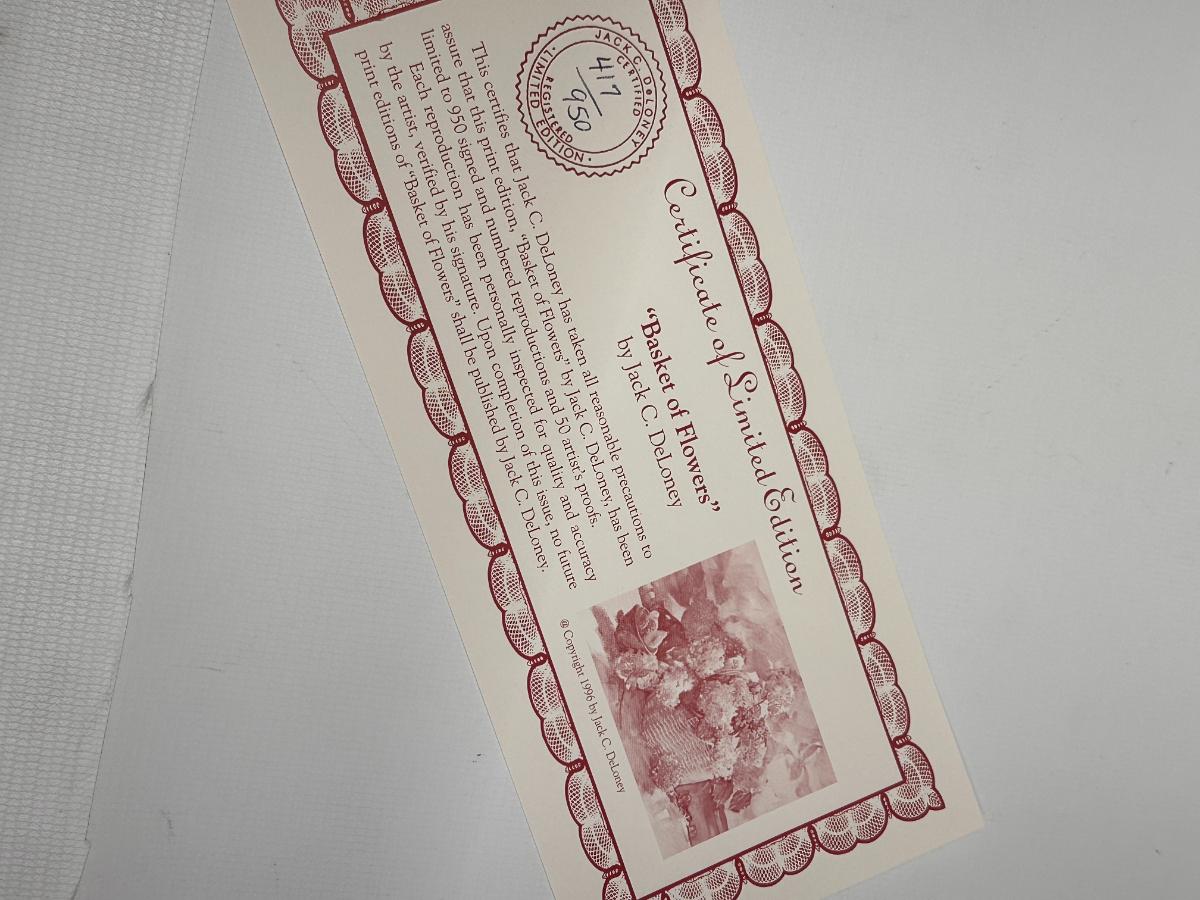 Certificate of Limited Edition
“Basket of Flowers”
by Jack C. DeLoney
JACK C. DeLONEY
CERTIFIED
417/950
REGISTERED
· LIMITED EDITION ·
This certifies that Jack C. DeLoney has taken all reasonable precautions to
assure that this print edition, “Basket of Flowers” by Jack C. DeLoney, has been
limited to 950 signed and numbered reproductions and 50 artist's proofs.
Each reproduction has been personally inspected for quality and accuracy
by the artist, verified by his signature. Upon completion of this issue, no future
print editions of “Basket of Flowers” shall be published by Jack C. DeLoney.
@ Copyright 1996 by Jack C. DeLoney